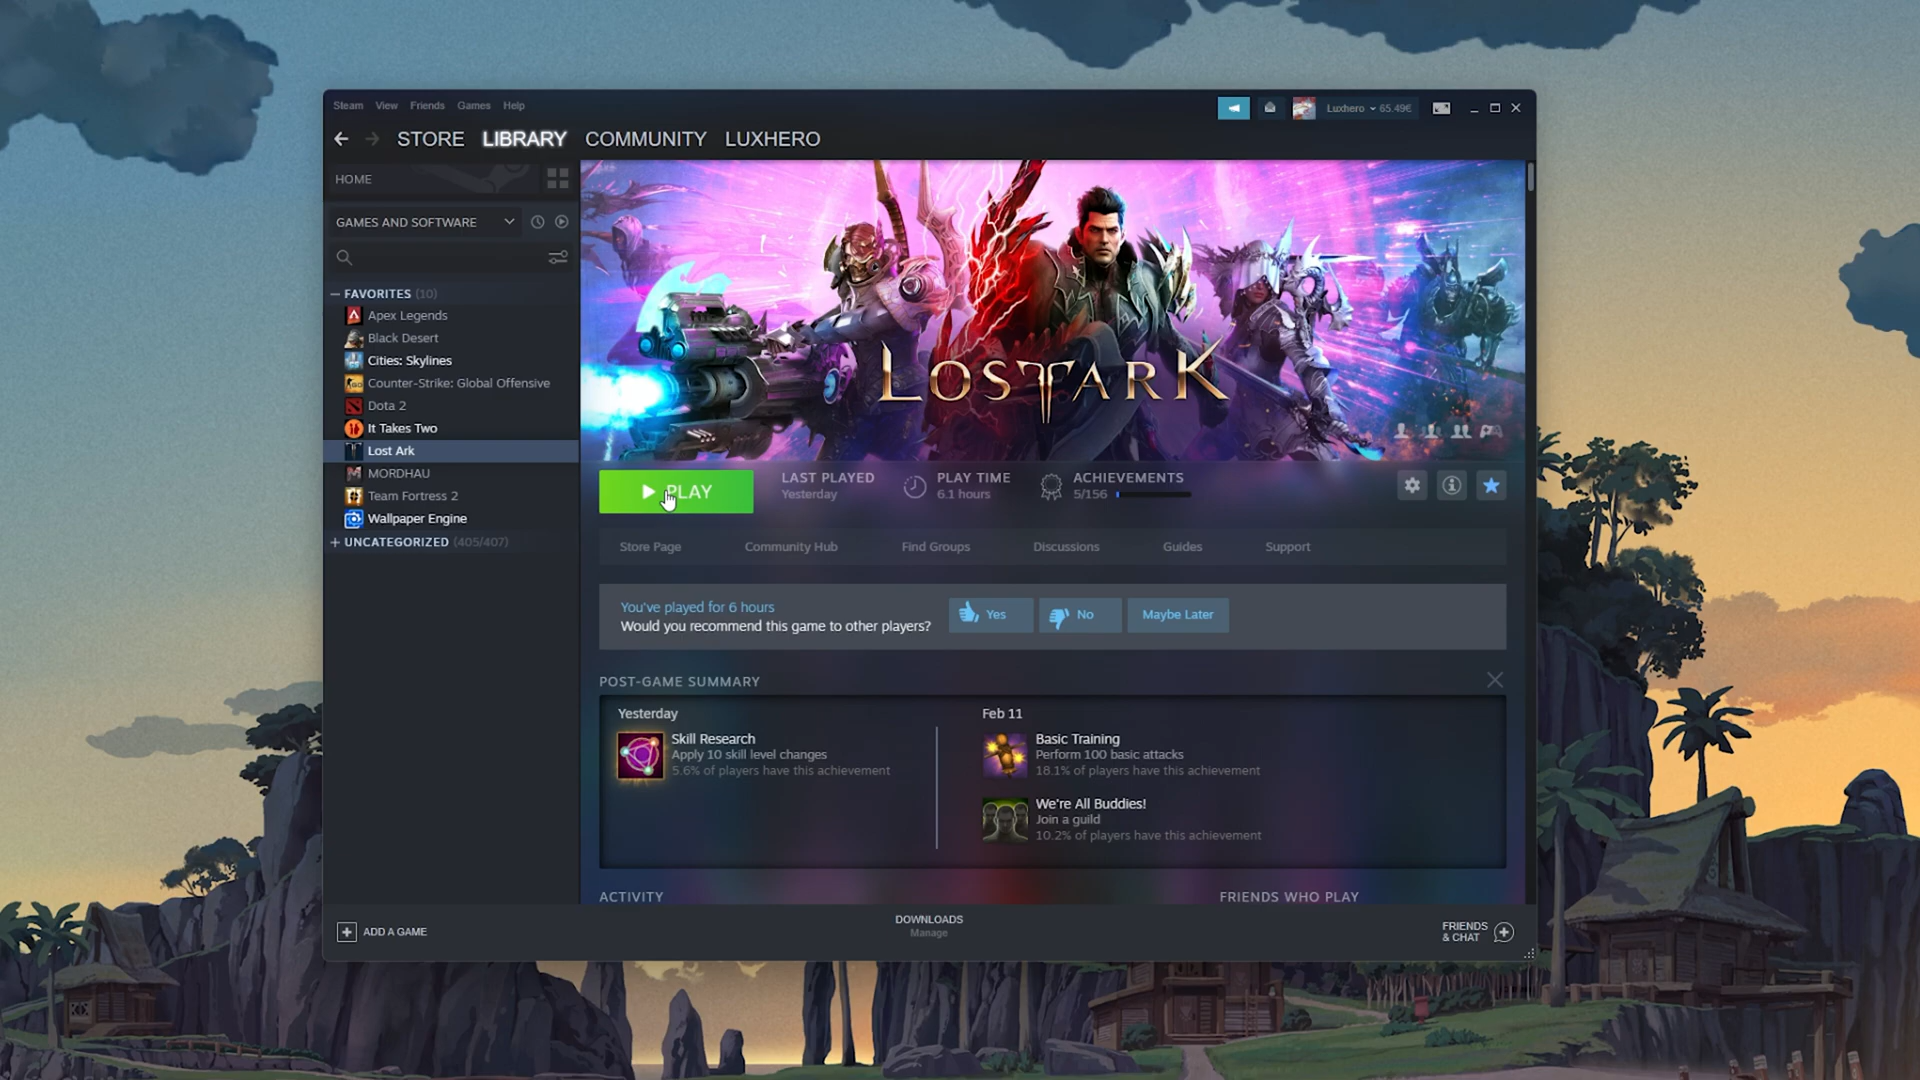 Steam View Friends Games Help
Luxhero 65.49€
STORE LIBRARY COMMUNITY LUXHERO
HOME
GAMES AND SOFTWARE
FAVORITES (10)
Apex Legends
Black Desert
Cities: Skylines
Counter-Strike: Global Offensive
Dota 2
It Takes Two
Lost Ark
MORDHAU
Team Fortress 2
Wallpaper Engine
UNCATEGORIZED (405/407)
LOST ARK
PLAY
LAST PLAYED
Yesterday
PLAY TIME
6.1 hours
ACHIEVEMENTS
5/156
Store Page Community Hub Find Groups Discussions Guides Support
You've played for 6 hours
Would you recommend this game to other players?
Yes No Maybe Later
POST-GAME SUMMARY
Yesterday
Skill Research
Apply 10 skill level changes
5.6% of players have this achievement
Feb 11
Basic Training
Perform 100 basic attacks
18.1% of players have this achievement
We're All Buddies!
Join a guild
10.2% of players have this achievement
ACTIVITY
FRIENDS WHO PLAY
ADD A GAME
DOWNLOADS
Manage
FRIENDS
& CHAT